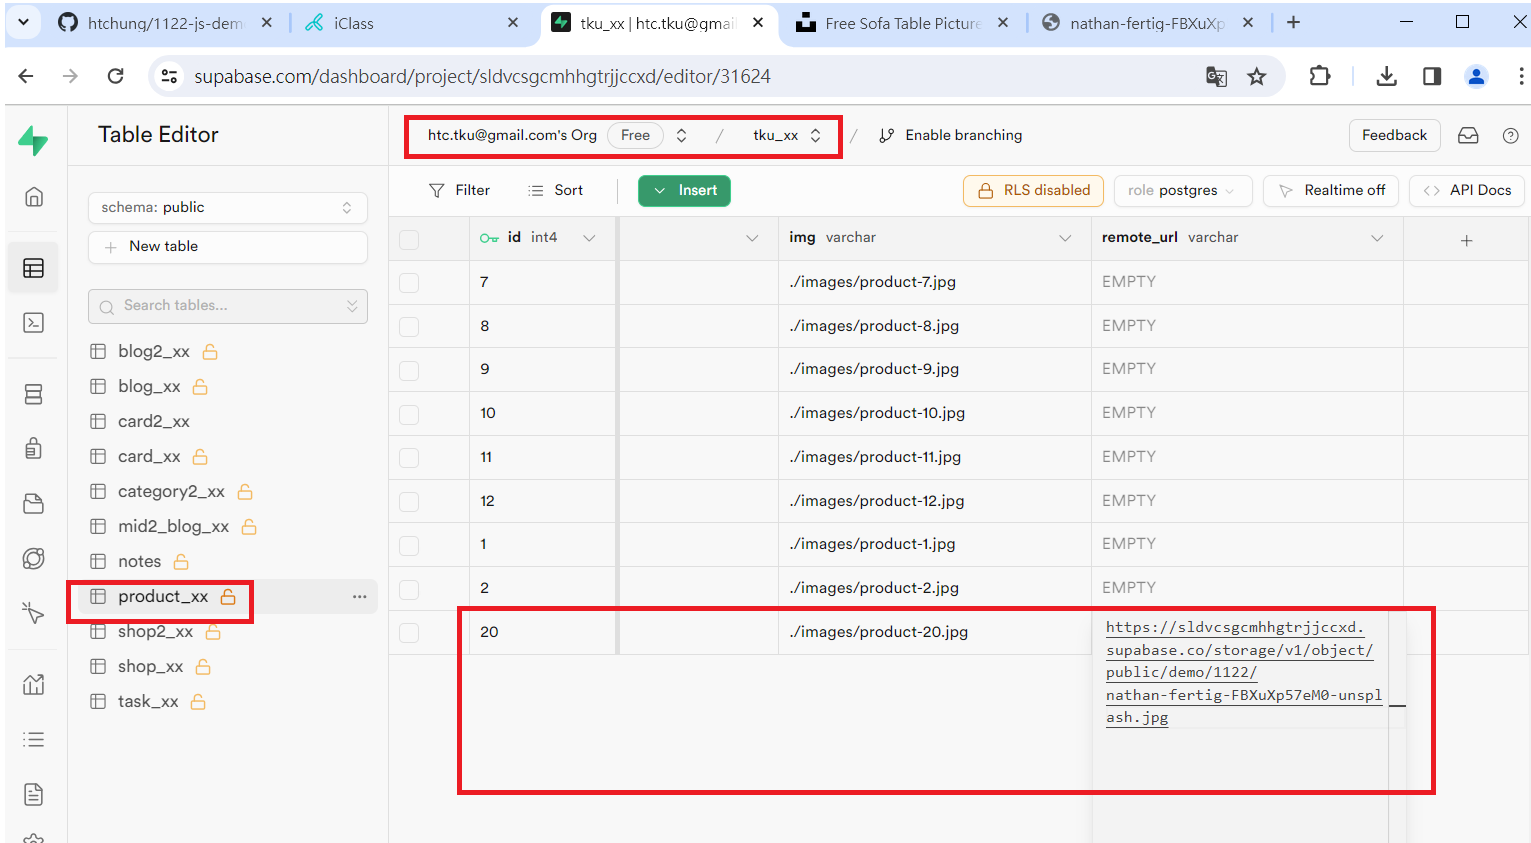 htchung/1122-js-dem
iClass
tku_xx | htc.tku@gmail
Free Sofa Table Picture
nathan-fertig-FBXuXp
supabase.com/dashboard/project/sldvcsgcmhhgtrjjccxd/editor/31624
Table Editor
htc.tku@gmail.com's Org Free / tku_xx / Enable branching
Feedback
schema: public
New table
Search tables...
blog2_xx
blog_xx
card2_xx
card_xx
category2_xx
mid2_blog_xx
notes
product_xx
shop2_xx
shop_xx
task_xx
Filter Sort Insert RLS disabled role postgres Realtime off API Docs
id int4 img varchar remote_url varchar
7 ./images/product-7.jpg EMPTY
8 ./images/product-8.jpg EMPTY
9 ./images/product-9.jpg EMPTY
10 ./images/product-10.jpg EMPTY
11 ./images/product-11.jpg EMPTY
12 ./images/product-12.jpg EMPTY
1 ./images/product-1.jpg EMPTY
2 ./images/product-2.jpg EMPTY
20 ./images/product-20.jpg
https://sldvcsgcmhhgtrjjccxd.
supabase.co/storage/v1/object/
public/demo/1122/
nathan-fertig-FBXuXp57eM0-unspl
ash.jpg